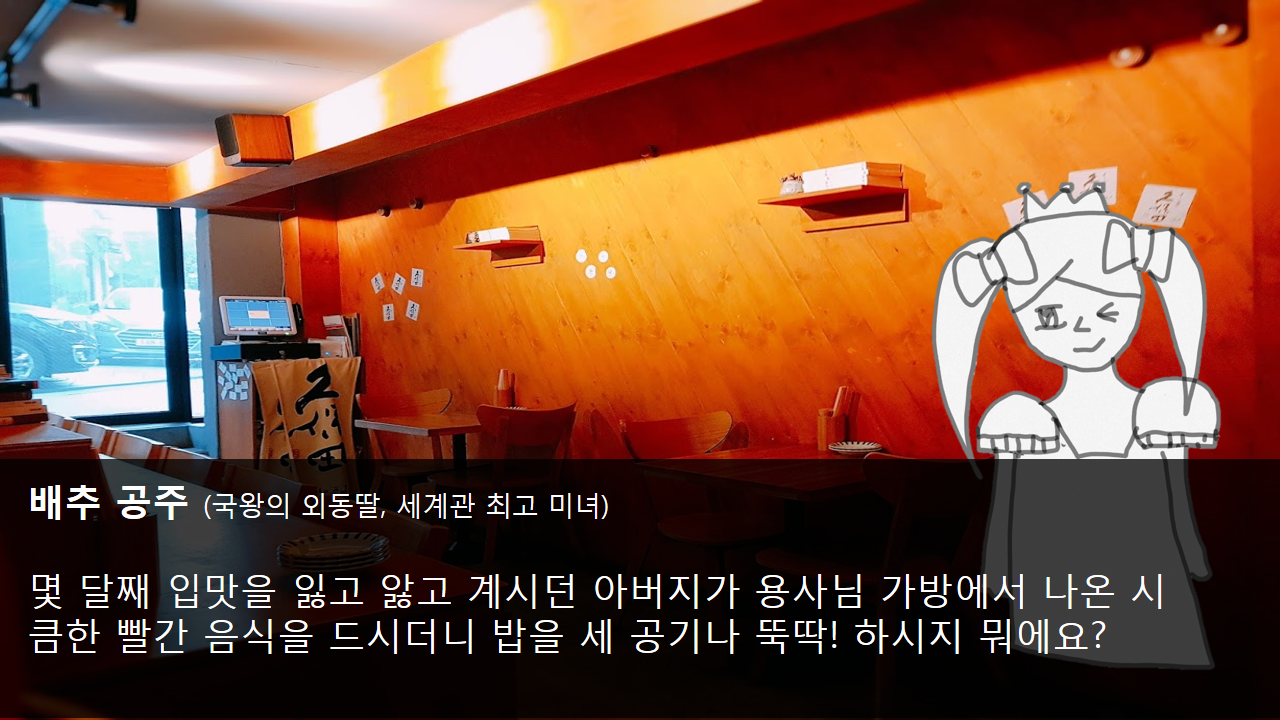 久保田
배추 공주 (국왕의 외동딸, 세계관 최고 미녀)
몇 달째 입맛을 잃고 앓고 계시던 아버지가 용사님 가방에서 나온 시
큼한 빨간 음식을 드시더니 밥을 세 공기나 뚝딱! 하시지 뭐에요?